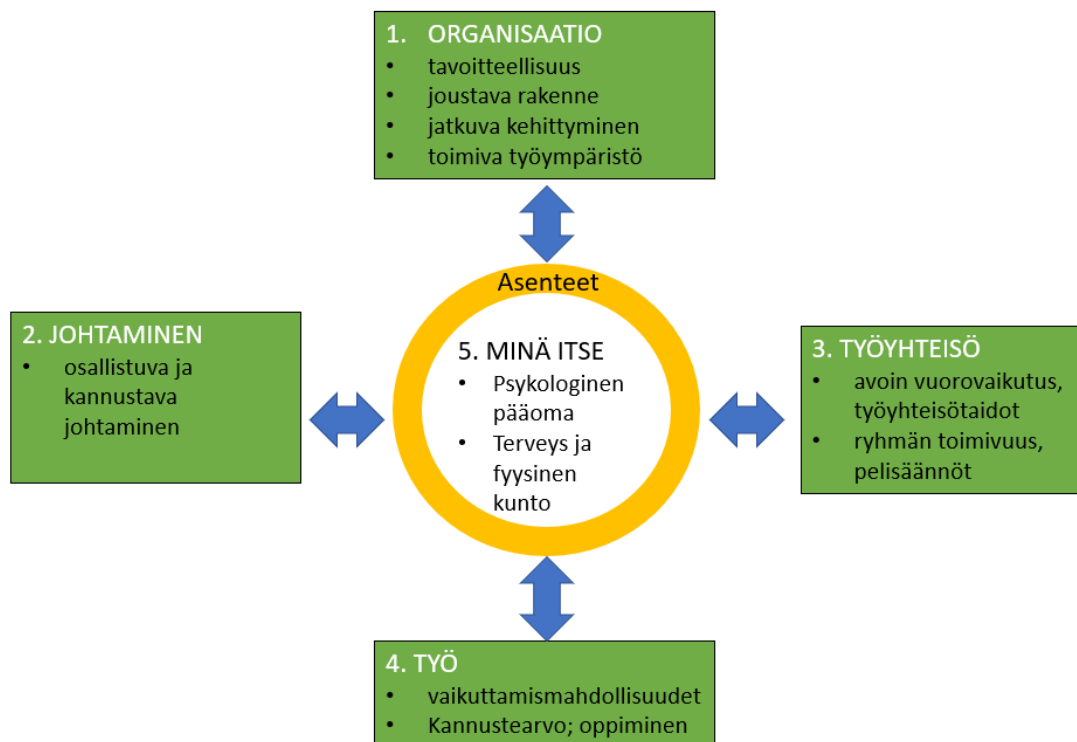 1. ORGANISAATIO
• tavoitteellisuus
• joustava rakenne
• jatkuva kehittyminen
• toimiva työympäristö
Asenteet
2. JOHTAMINEN
• osallistuva ja
kannustava
johtaminen
5. MINÄ ITSE
• Psykologinen
pääoma
• Terveys ja
fyysinen
kunto
3. TYÖYHTEISÖ
• avoin vuorovaikutus,
työyhteisötaidot
• ryhmän toimivuus,
pelisäännöt
4. TYÖ
• vaikuttamismahdollisuudet
• Kannustearvo; oppiminen